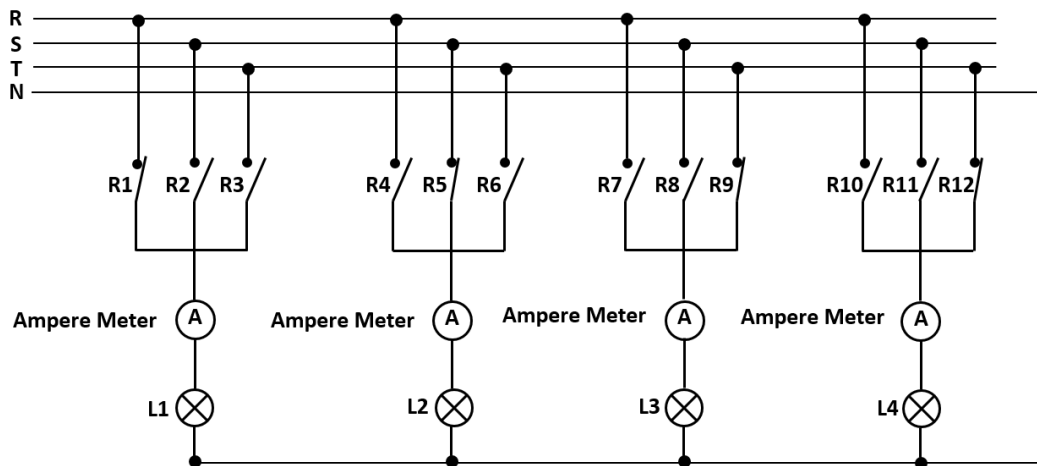 R
S
T
N
R1 R2 R3 R4 R5 R6 R7 R8 R9 R10 R11 R12
Ampere Meter A Ampere Meter A Ampere Meter A Ampere Meter A
L1 L2 L3 L4